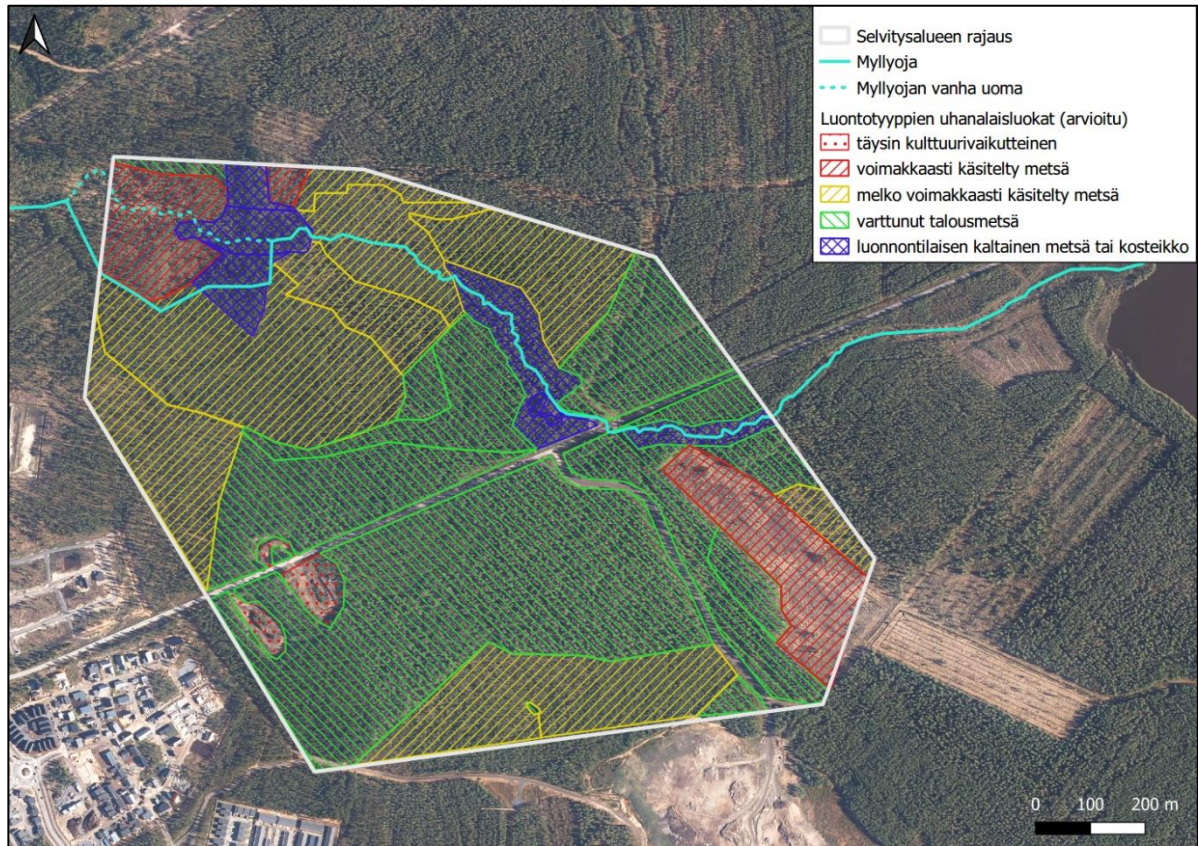 Selvitysalueen rajaus
Myllyoja
Myllyojan vanha uoma
Luontotyyppien uhanalaisluokat (arvioitu)
täysin kulttuurivaikutteinen
voimakkaasti käsitelty metsä
melko voimakkaasti käsitelty metsä
varttunut talousmetsä
luonnontilaisen kaltainen metsä tai kosteikko
0 100 200 m